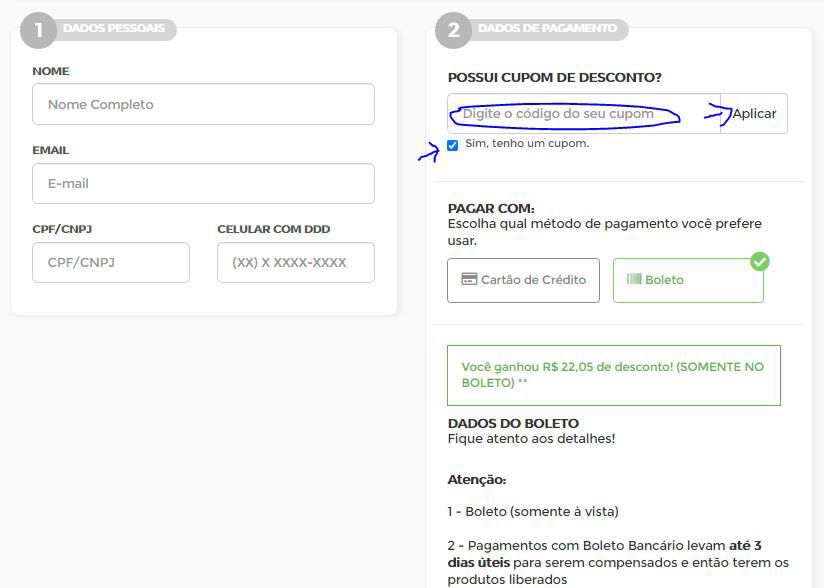 1 DADOS PESSOAIS
NOME
Nome Completo
EMAIL
E-mail
CPF/CNPJ CELULAR COM DDD
CPF/CNPJ (XX) X XXXX-XXXX
2 DADOS DE PAGAMENTO
POSSUI CUPOM DE DESCONTO?
Digite o código do seu cupom Aplicar
Sim, tenho um cupom.
PAGAR COM:
Escolha qual método de pagamento você prefere
usar.
Cartão de Crédito Boleto
Você ganhou R$ 22,05 de desconto! (SOMENTE NO
BOLETO) **
DADOS DO BOLETO
Fique atento aos detalhes!
Atenção:
1 - Boleto (somente à vista)
2 - Pagamentos com Boleto Bancário levam até 3
dias úteis para serem compensados e então terem os
produtos liberados